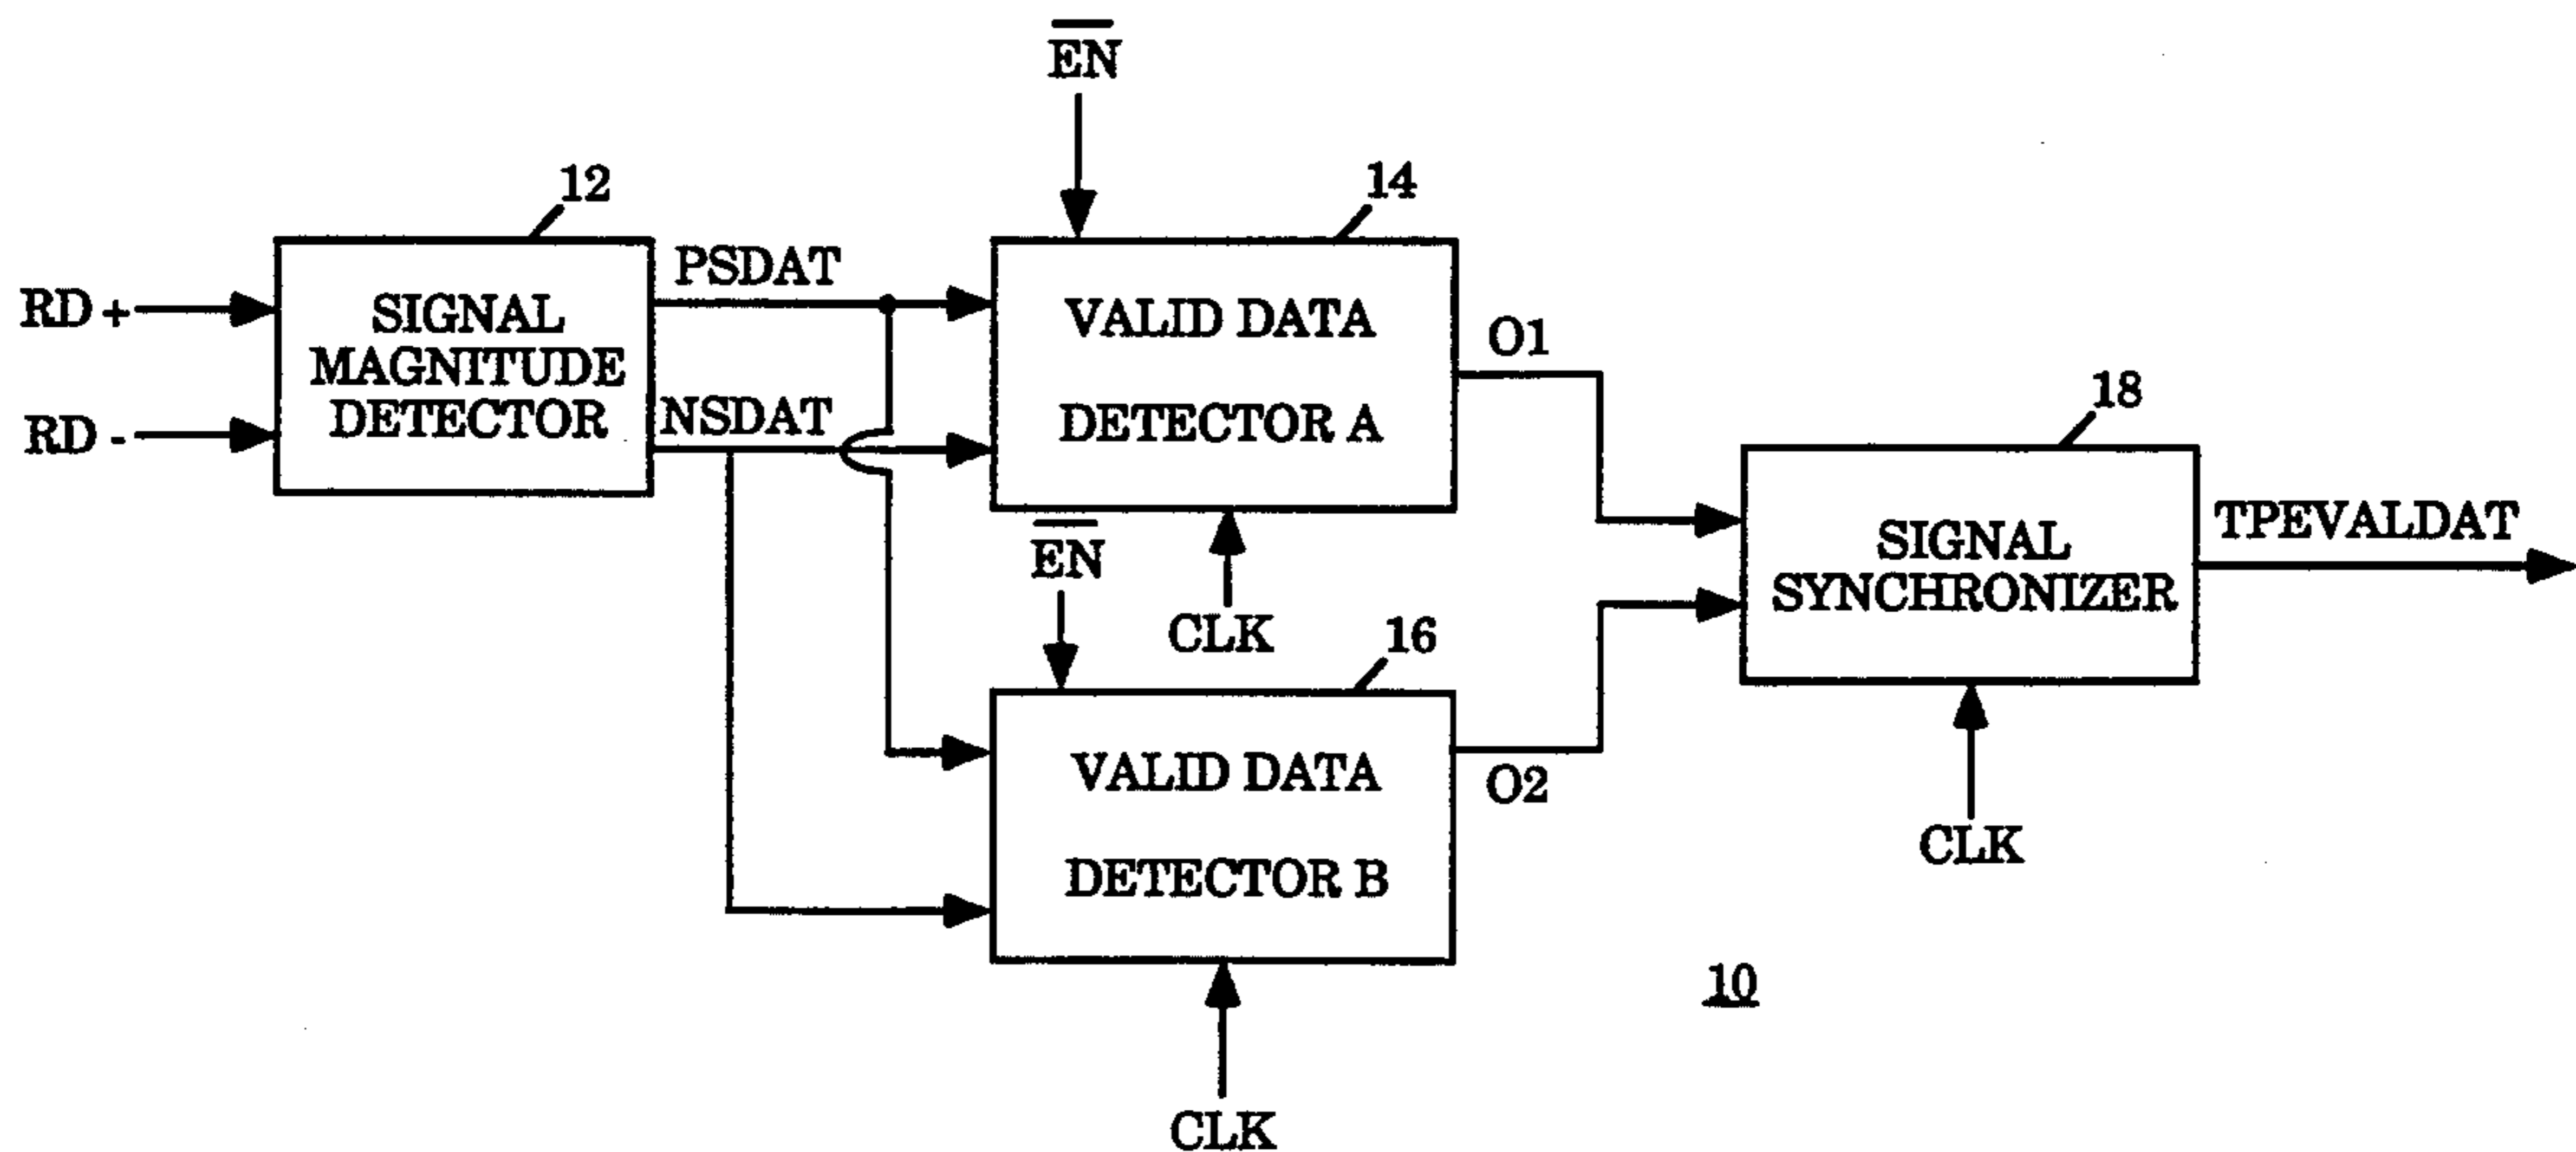 EN
12
14
RD +
RD -
SIGNAL
MAGNITUDE
DETECTOR
PSDAT
NSDAT
VALID DATA
DETECTOR A
O1
EN
CLK
16
VALID DATA
DETECTOR B
O2
CLK
18
SIGNAL
SYNCHRONIZER
TPEVALDAT
CLK
10